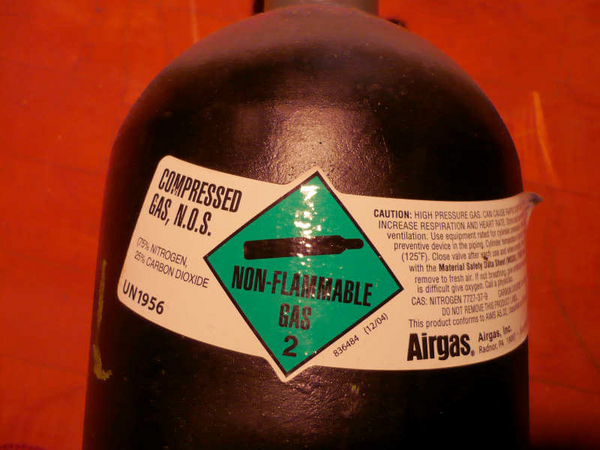 COMPRESSED
GAS, N.O.S.
(75% NITROGEN,
25% CARBON DIOXIDE
UN1956
NON-FLAMMABLE
GAS
2
836484 (12/04)
CAUTION: HIGH PRESSURE GAS, CAN CAUSE
INCREASE RESPIRATION AND HEART RATE.
ventilation. Use equipment rated for cylinder
preventive device in the piping. Cylinder
(125°F). Close valve after
with the Material Safety Data Sheet
remove to fresh air. If not breathing,
is difficult give oxygen. Call a
CAS: NITROGEN 7727-37-9
DO NOT REMOVE THIS PRODUCT
This product conforms to
Airgas. Airgas, Inc.
Radnor, PA